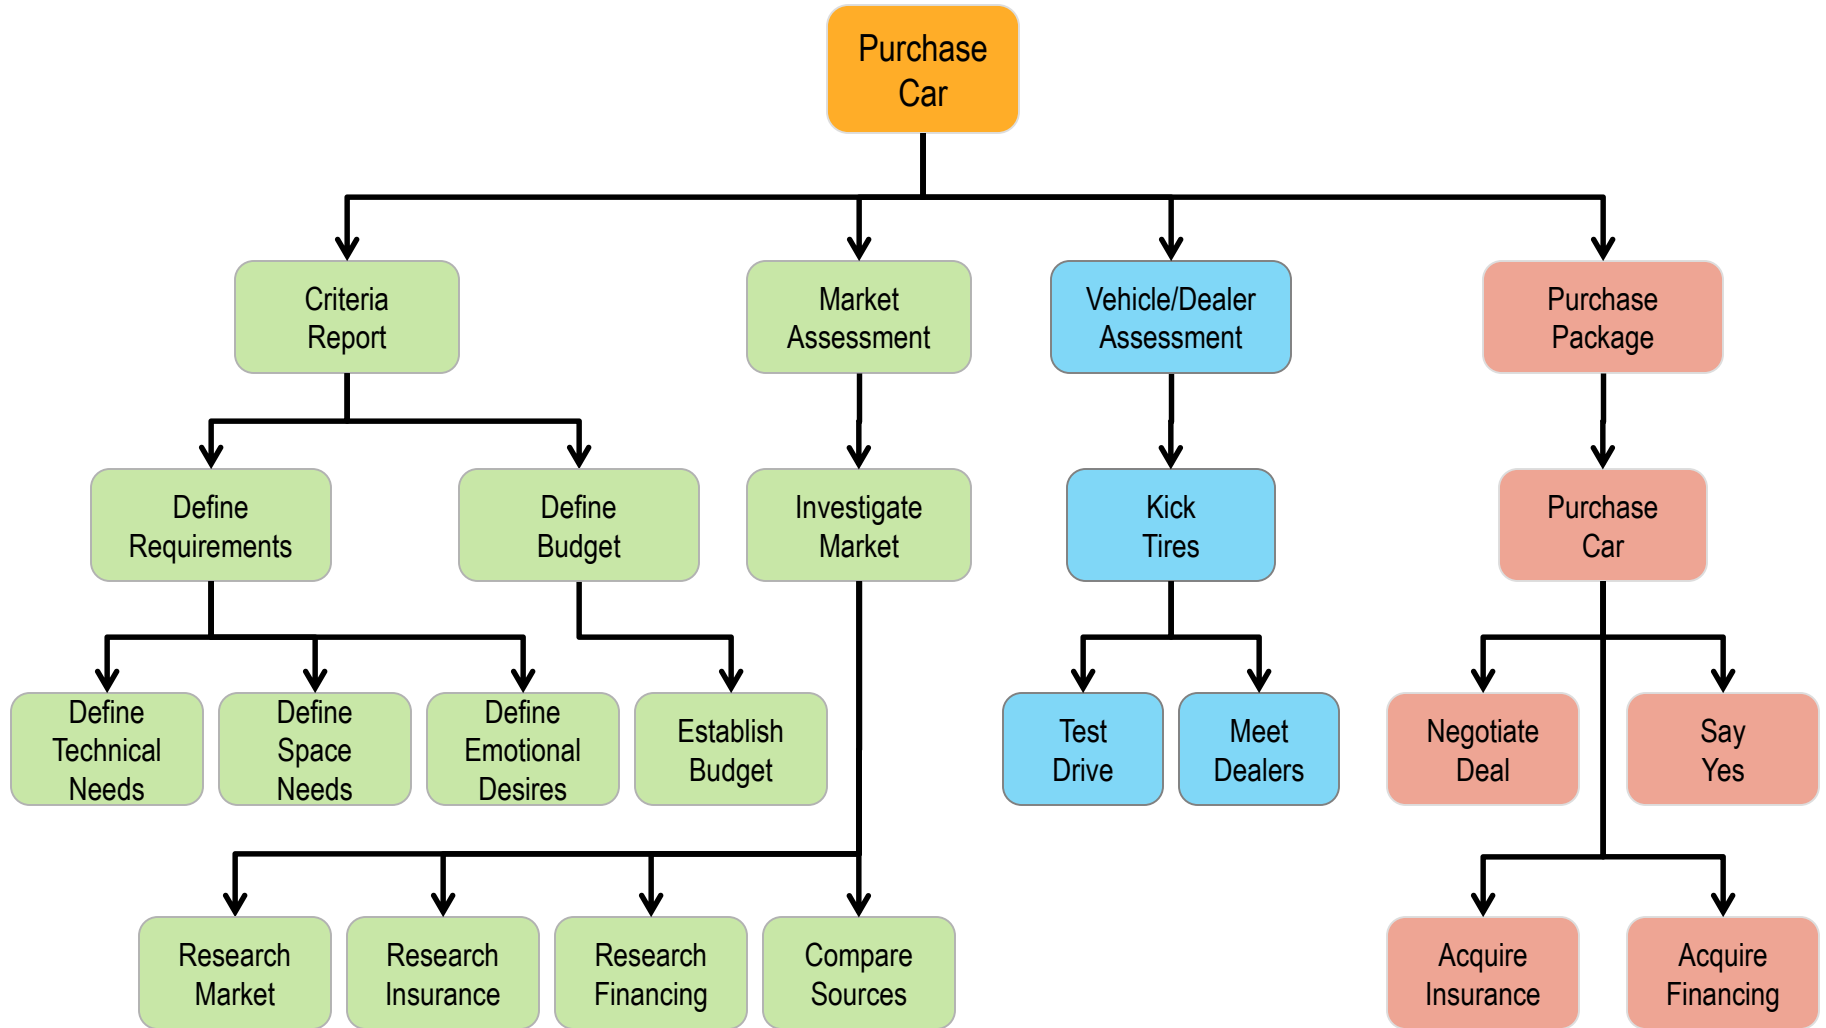 Purchase
Car
Criteria
Report
Market
Assessment
Vehicle/Dealer
Assessment
Purchase
Package
Define
Requirements
Define
Budget
Investigate
Market
Kick
Tires
Purchase
Car
Define
Technical
Needs
Define
Space
Needs
Define
Emotional
Desires
Establish
Budget
Test
Drive
Meet
Dealers
Negotiate
Deal
Say
Yes
Research
Market
Research
Insurance
Research
Financing
Compare
Sources
Acquire
Insurance
Acquire
Financing